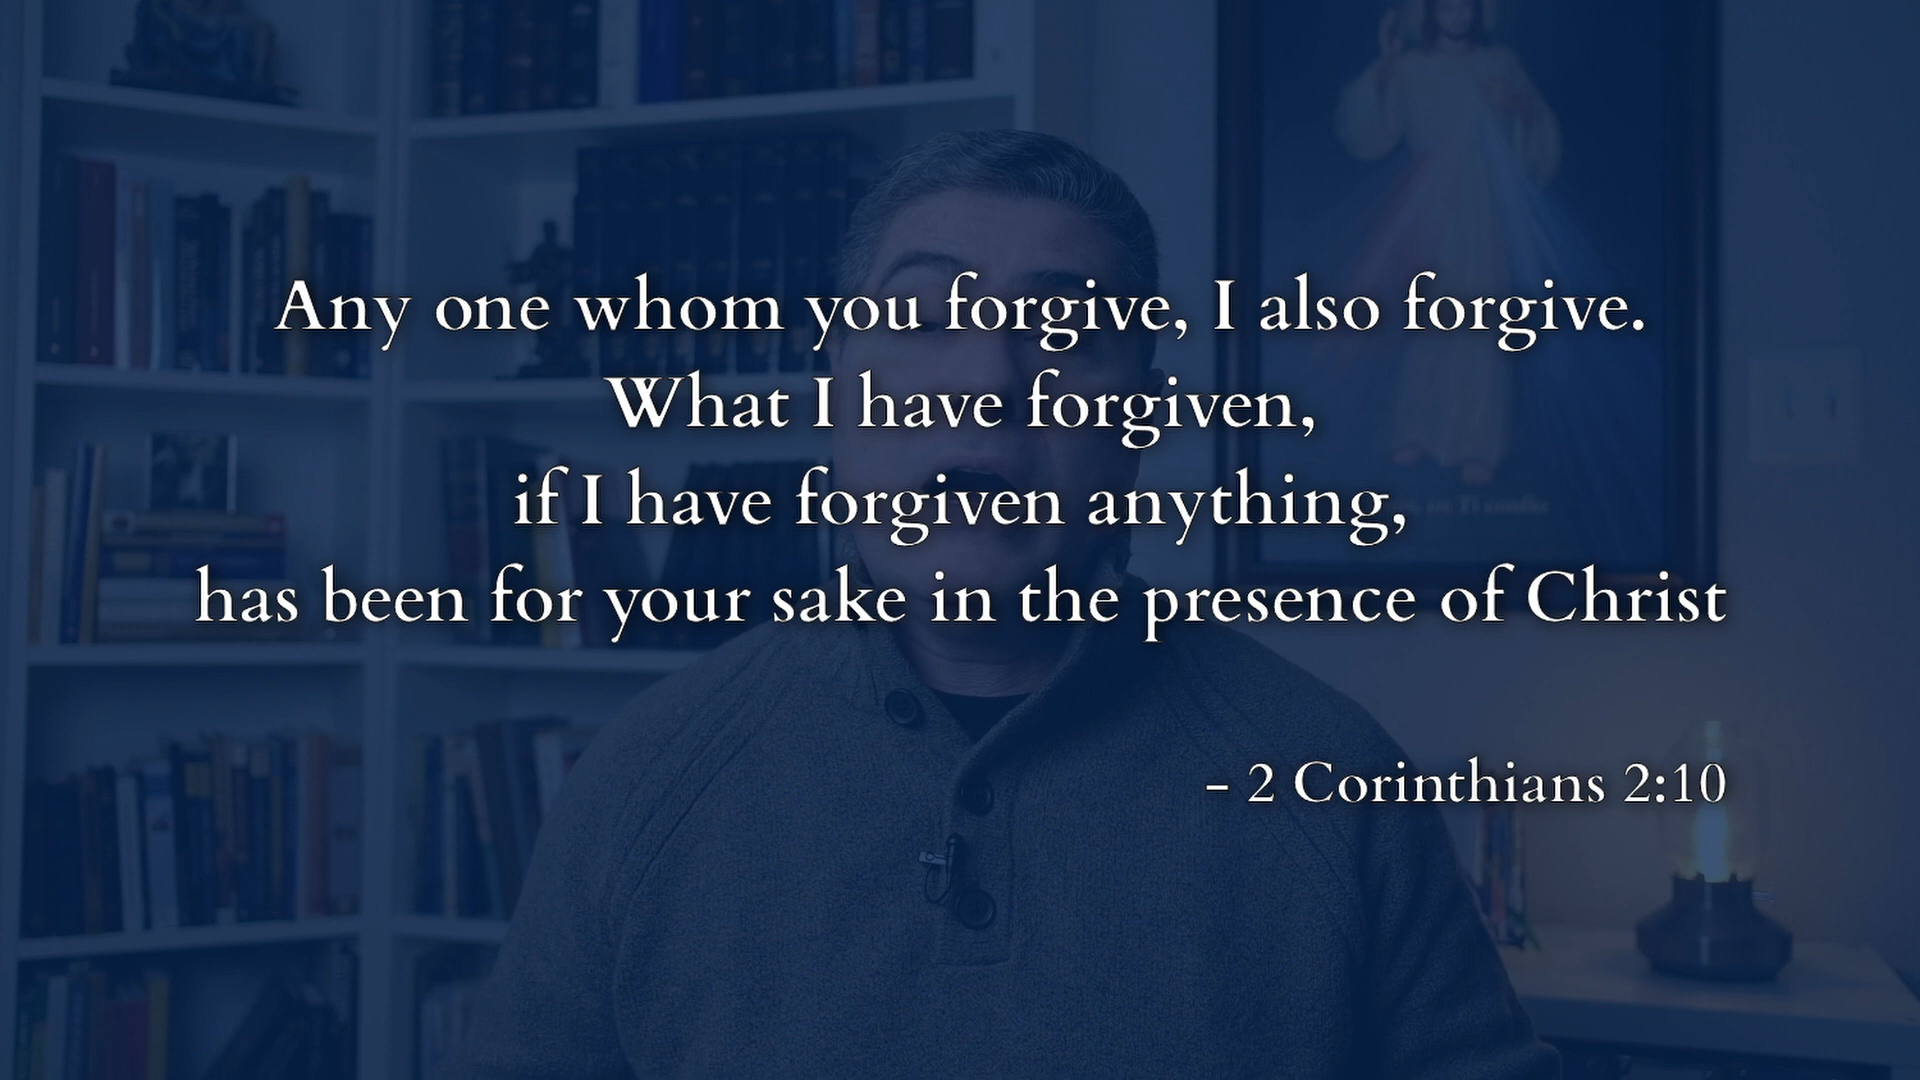 Any one whom you forgive, I also forgive.
What I have forgiven,
if I have forgiven anything,
has been for your sake in the presence of Christ
- 2 Corinthians 2:10